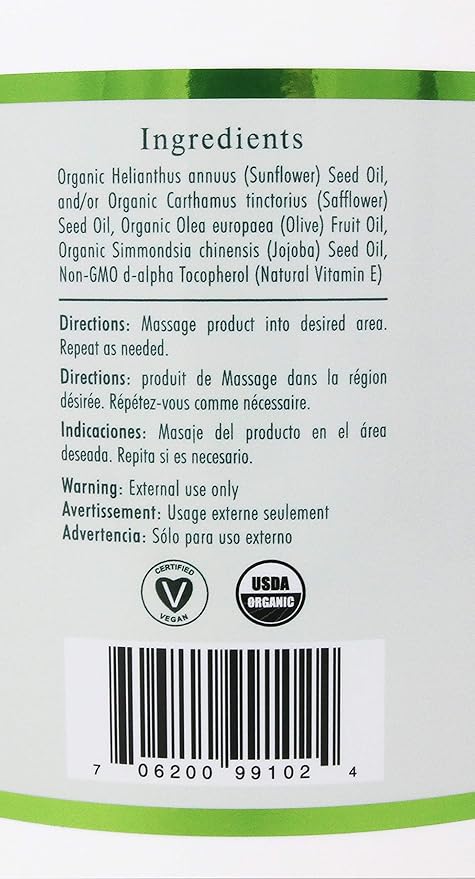 Ingredients
Organic Helianthus annuus (Sunflower) Seed Oil,
and/or Organic Carthamus tinctorius (Safflower)
Seed Oil, Organic Olea europaea (Olive) Fruit Oil,
Organic Simmondsia chinensis (Jojoba) Seed Oil,
Non-GMO d-alpha Tocopherol (Natural Vitamin E)
Directions: Massage product into desired area.
Repeat as needed.
Directions: produit de Massage dans la région
désirée. Répétez-vous comme nécessaire.
Indicaciones: Masaje del producto en el área
deseada. Repita si es necesario.
Warning: External use only
Avertissement: Usage externe seulement
Advertencia: Sólo para uso externo
CERTIFIED
V
VEGAN
USDA
ORGANIC
7 06200 99102 4